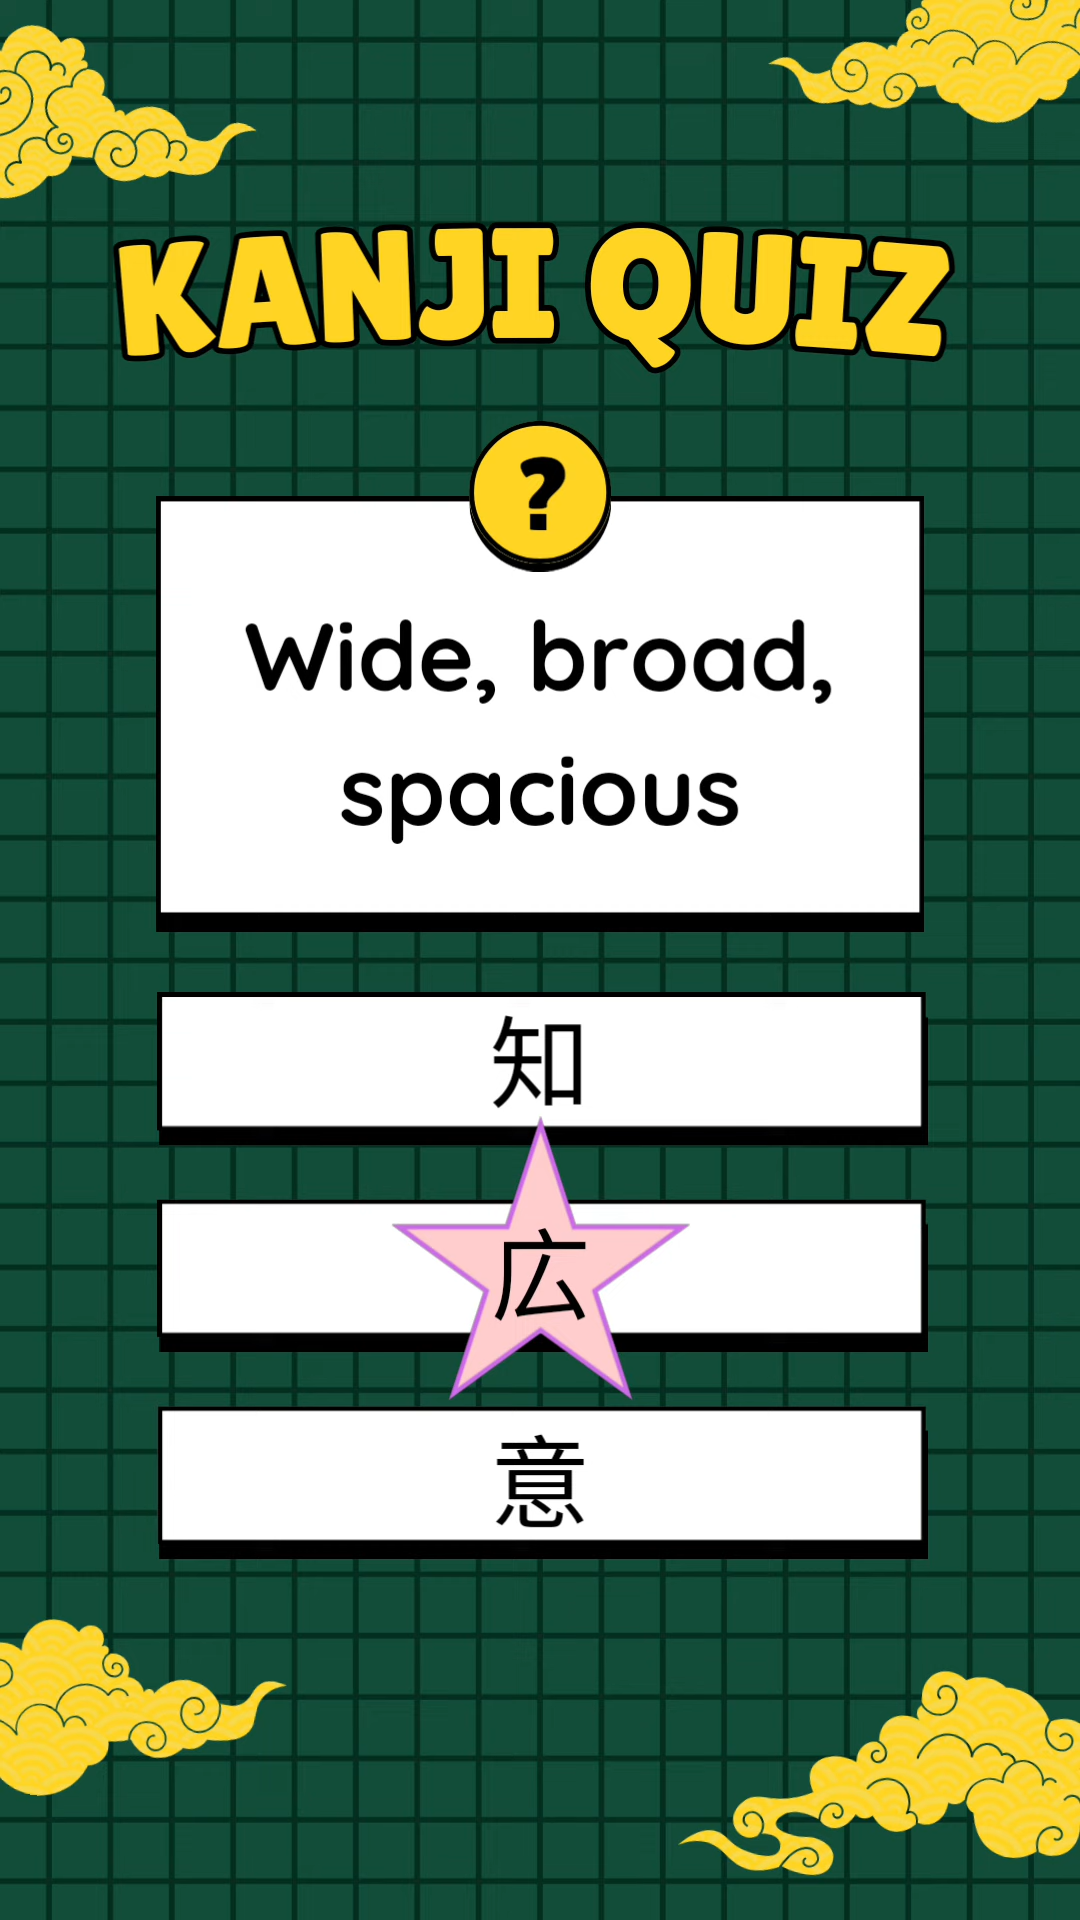 KANJI QUIZ
?
Wide, broad,
spacious
知
広
意